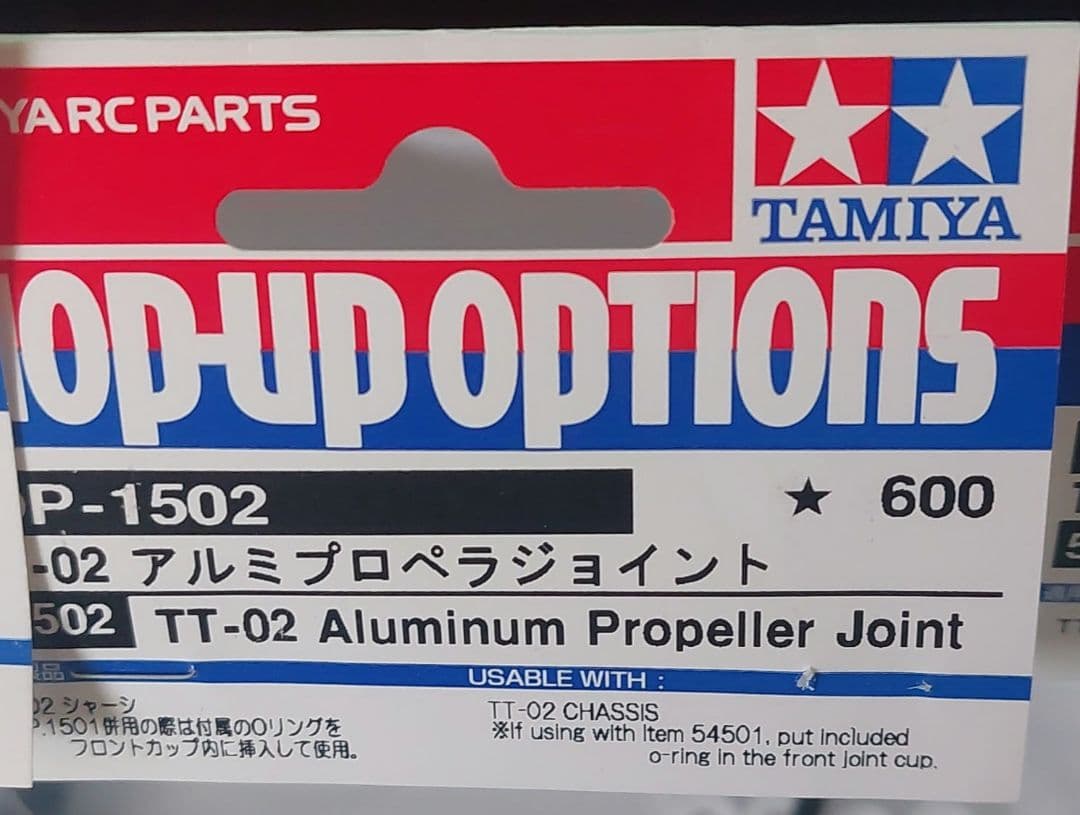 YA RC PARTS
TAMIYA
OP-UP OPTIONS
P-1502
★ 600
-02 アルミプロペラジョイント
502 TT-02 Aluminum Propeller Joint
品
USABLE WITH :
02 シャーシ
P.1501併用の際は付属のOリングを
フロントカップ内に挿入して使用。
TT-02 CHASSIS
※If using with Item 54501, put included
o-ring in the front joint cup.